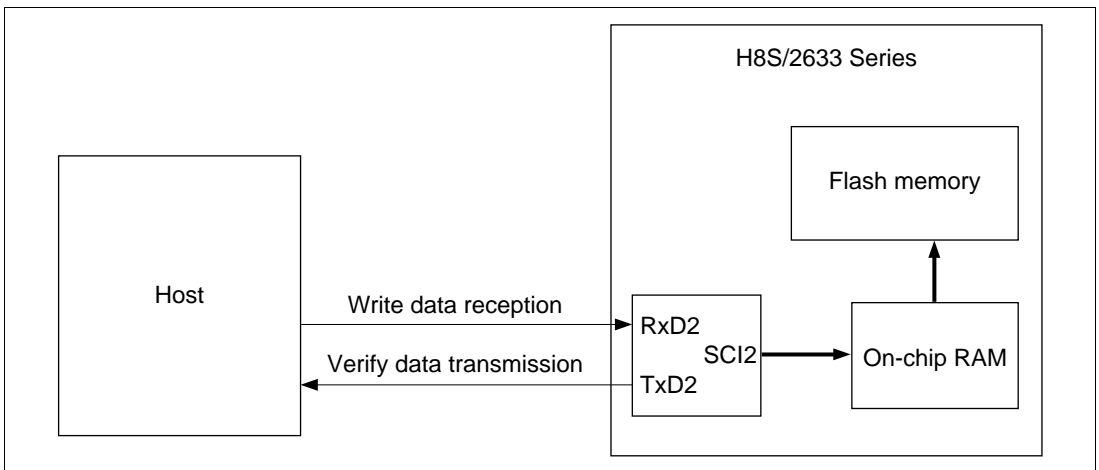 H8S/2633 Series
Flash memory
Host
Write data reception
RxD2
SCI2
On-chip RAM
Verify data transmission
TxD2